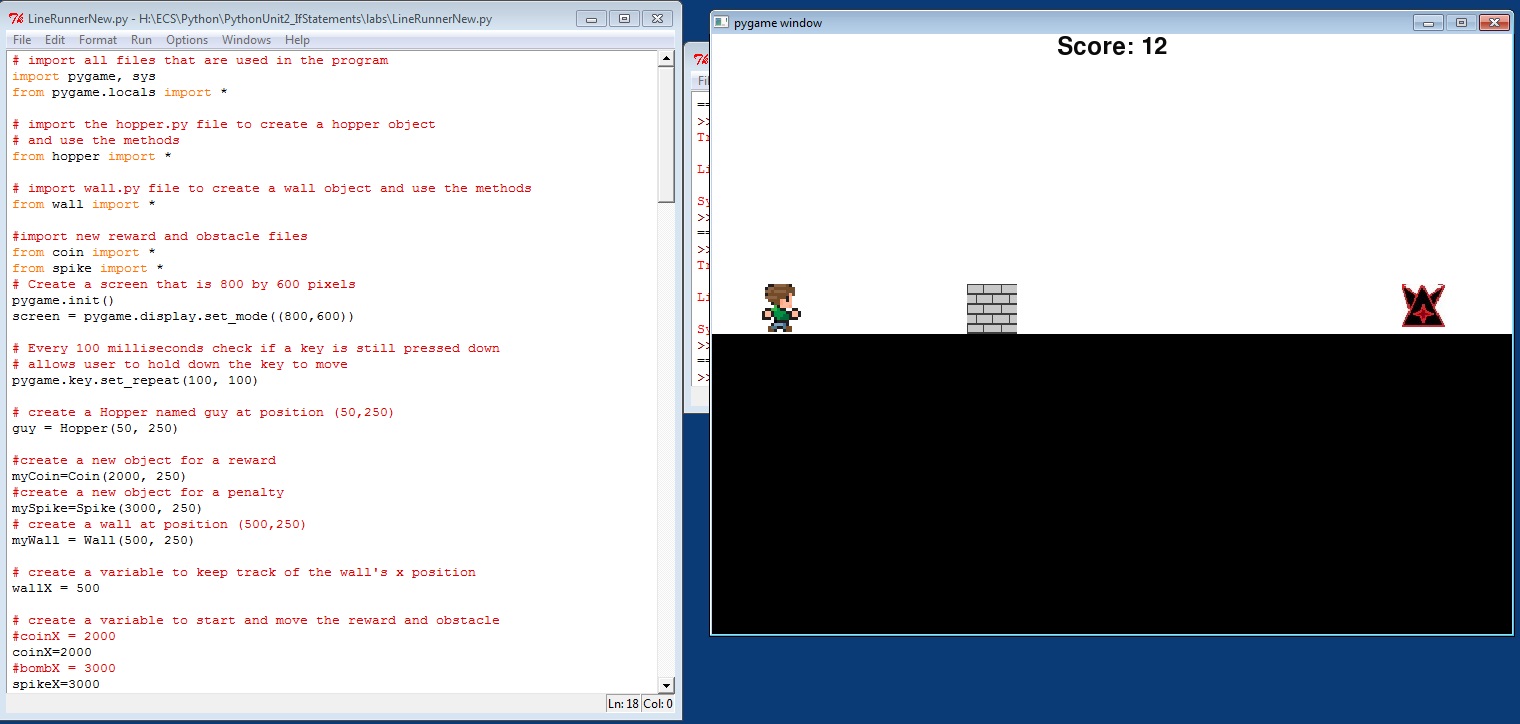 LineRunnerNew.py - H:\ECS\Python\PythonUnit2_IfStatements\labs\LineRunnerNew.py
File Edit Format Run Options Windows Help
# import all files that are used in the program
import pygame, sys
from pygame.locals import *
# import the hopper.py file to create a hopper object
# and use the methods
from hopper import *
# import wall.py file to create a wall object and use the methods
from wall import *
#import new reward and obstacle files
from coin import *
from spike import *
# Create a screen that is 800 by 600 pixels
pygame.init()
screen = pygame.display.set_mode((800,600))
# Every 100 milliseconds check if a key is still pressed down
# allows user to hold down the key to move
pygame.key.set_repeat(100, 100)
# create a Hopper named guy at position (50,250)
guy = Hopper(50, 250)
#create a new object for a reward
myCoin=Coin(2000, 250)
#create a new object for a penalty
mySpike=Spike(3000, 250)
# create a wall at position (500,250)
myWall = Wall(500, 250)
# create a variable to keep track of the wall's x position
wallX = 500
# create a variable to start and move the reward and obstacle
#coinX = 2000
coinX=2000
#bombX = 3000
spikeX=3000
Ln: 18 Col: 0
==
>>
==
>>
>>
==
>>
pygame window
Score: 12